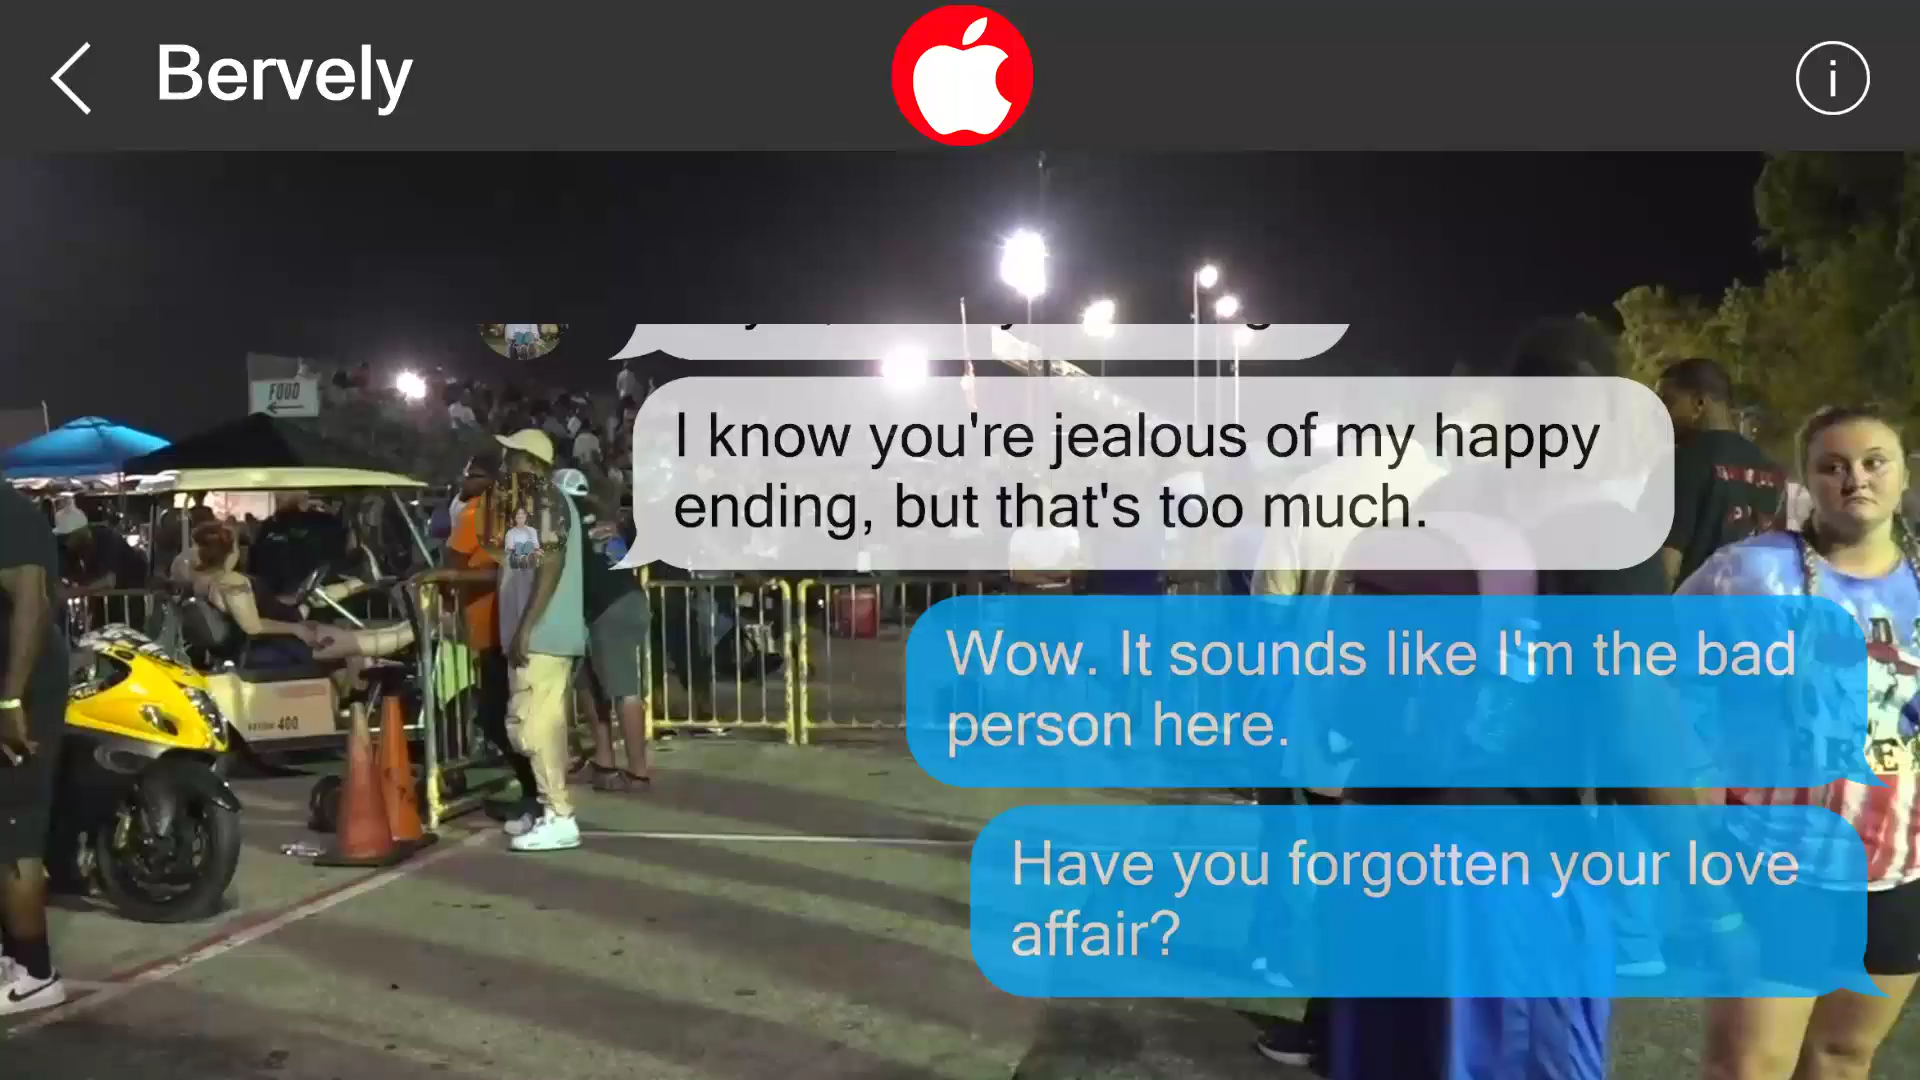 Bervely
i
FOOD
I know you're jealous of my happy
ending, but that's too much.
Wow. It sounds like I'm the bad
person here.
400
Have you forgotten your love
affair?